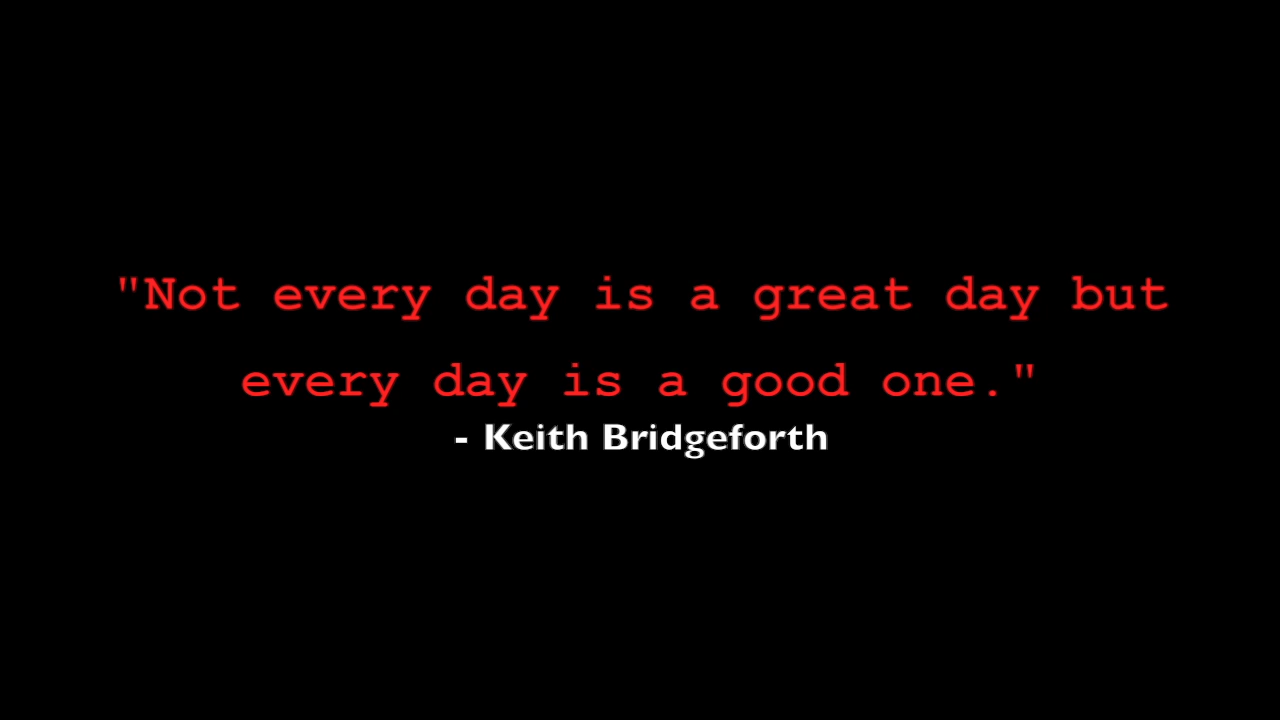 "Not every day is a great day but
every day is a good one."
- Keith Bridgeforth